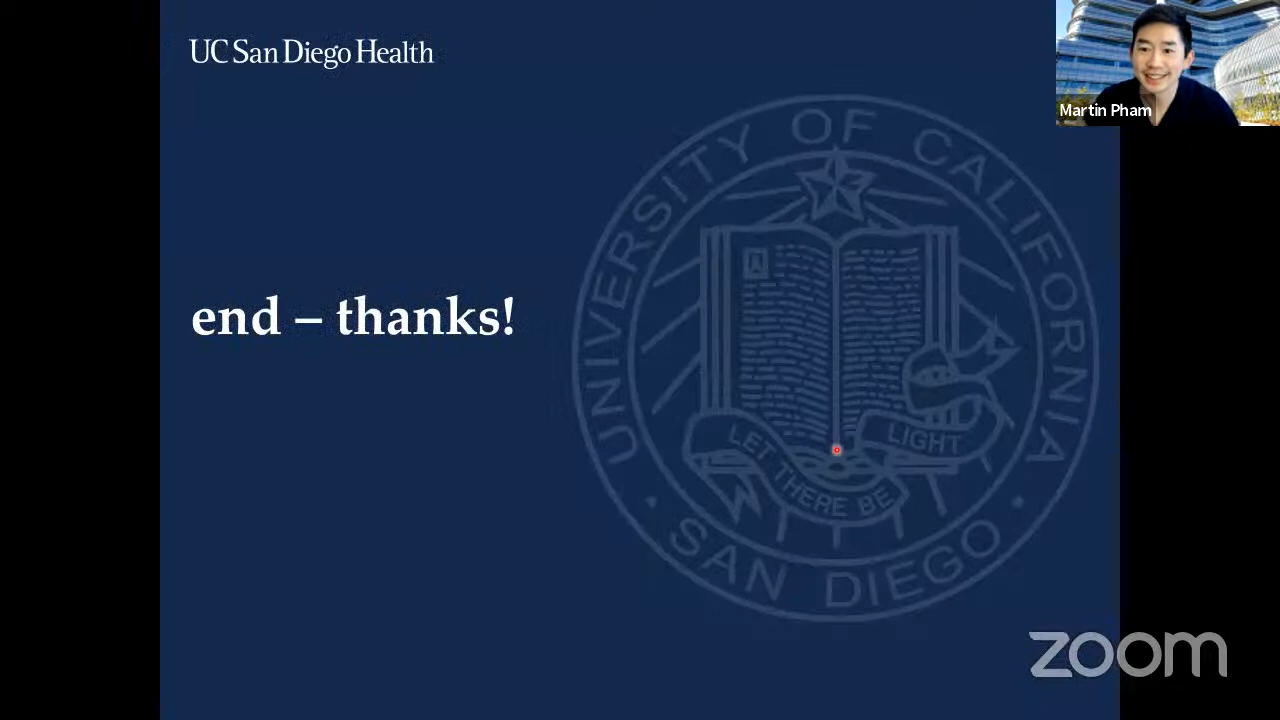 UC San Diego Health
Martin Pham
UNIVERSITY OF CALIFORNIA
A
end – thanks!
LET THERE BE
LIGHT
SAN DIEGO
zoom